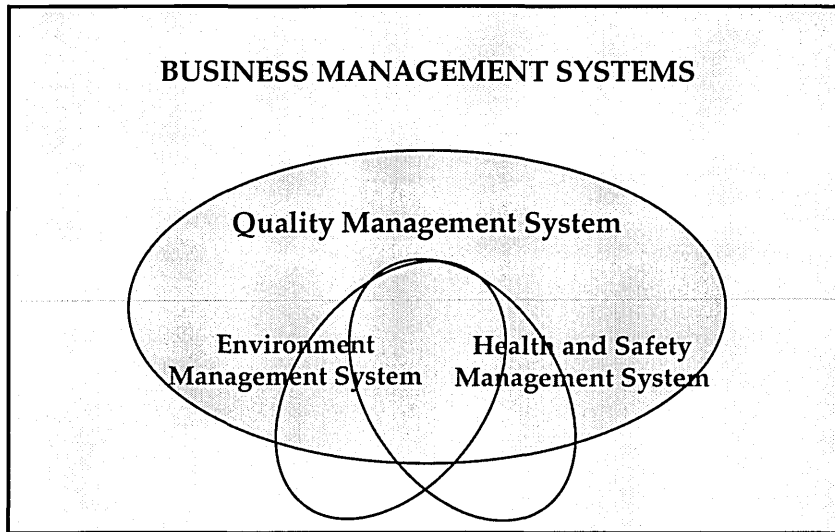 BUSINESS MANAGEMENT SYSTEMS
Quality Management System
Environment
Management System
Health and Safety
Management System